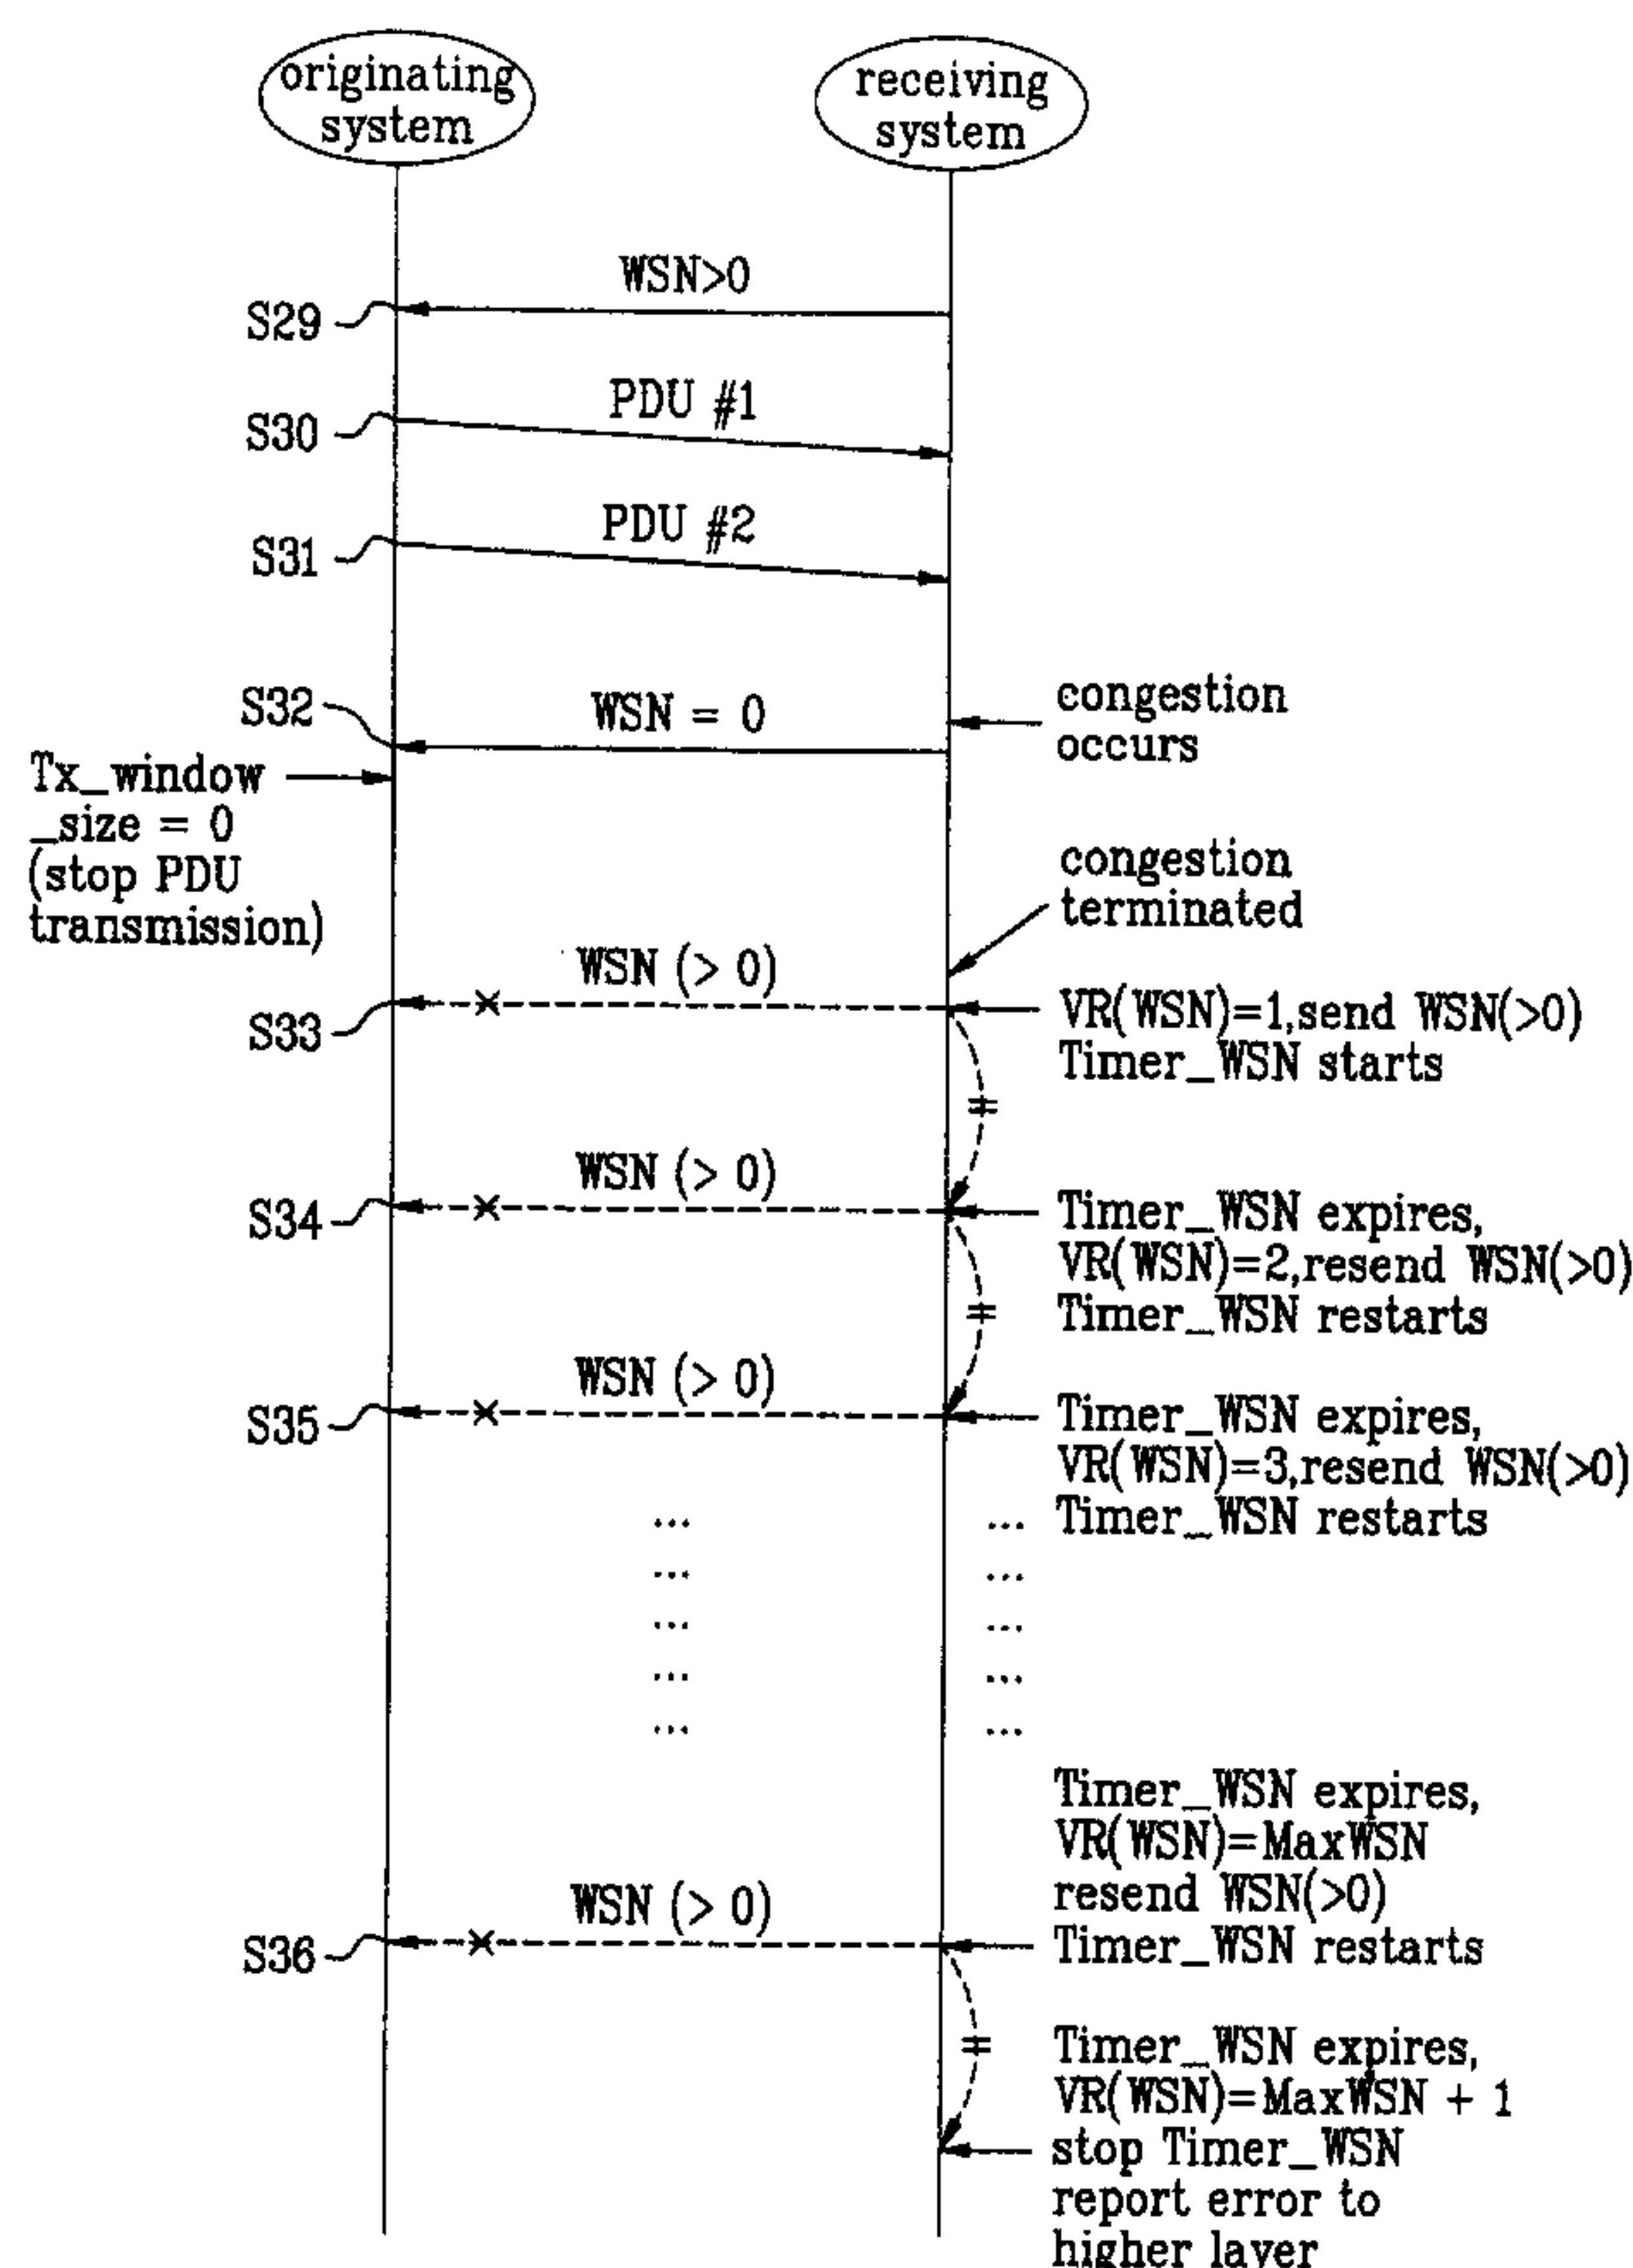 originating
system
receiving
system
WSN>0
S29
PDU #1
S30
PDU #2
S31
S32
WSN = 0
congestion
occurs
Tx_window
_size = 0
(stop PDU
transmission)
congestion
terminated
WSN (> 0)
S33
VR(WSN)=1,send WSN(>0)
Timer_WSN starts
WSN (> 0)
S34
Timer_WSN expires,
VR(WSN)=2,resend WSN(>0)
Timer_WSN restarts
WSN (> 0)
S35
Timer_WSN expires,
VR(WSN)=3,resend WSN(>0)
Timer_WSN restarts
... ...
... ...
... ...
... ...
... ...
Timer_WSN expires,
VR(WSN)=MaxWSN
resend WSN(>0)
Timer_WSN restarts
WSN (> 0)
S36
Timer_WSN expires,
VR(WSN)=MaxWSN + 1
stop Timer_WSN
report error to
higher layer